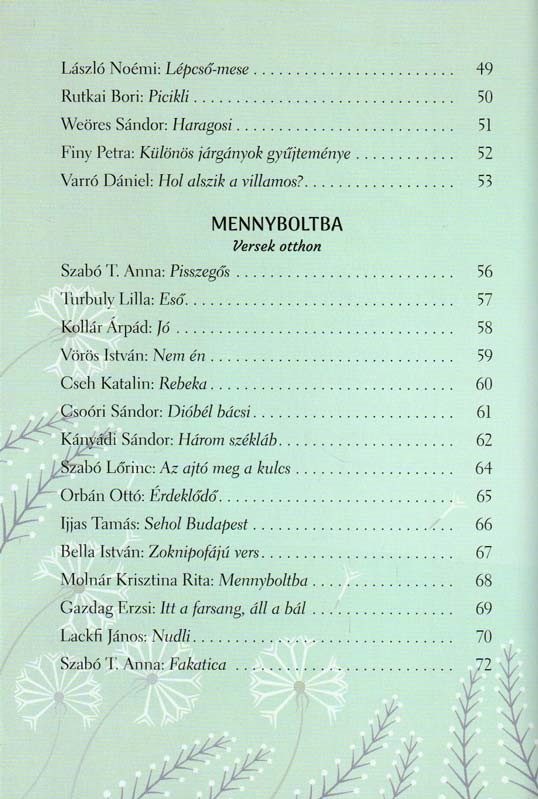 László Noémi: Lépcső-mese . . . . . . . . . . . . . . . . . . . . . . . . . . 49
Rutkai Bori: Picikli . . . . . . . . . . . . . . . . . . . . . . . . . . . . . . . . . 50
Weöres Sándor: Haragosi . . . . . . . . . . . . . . . . . . . . . . . . . . . 51
Finy Petra: Különös járgányok gyűjteménye . . . . . . . . . . . . 52
Varró Dániel: Hol alszik a villamos? . . . . . . . . . . . . . . . . . . . 53
MENNYBOLTBA
Versek otthon
Szabó T. Anna: Pisszegős . . . . . . . . . . . . . . . . . . . . . . . . . . . 56
Turbuly Lilla: Eső . . . . . . . . . . . . . . . . . . . . . . . . . . . . . . . . . . 57
Kollár Árpád: Jó . . . . . . . . . . . . . . . . . . . . . . . . . . . . . . . . . . . 58
Vörös István: Nem én . . . . . . . . . . . . . . . . . . . . . . . . . . . . . . . 59
Cseh Katalin: Rebeka . . . . . . . . . . . . . . . . . . . . . . . . . . . . . . . 60
Csoóri Sándor: Dióbél bácsi . . . . . . . . . . . . . . . . . . . . . . . . . 61
Kányádi Sándor: Három székláb . . . . . . . . . . . . . . . . . . . . . . 62
Szabó Lőrinc: Az ajtó meg a kulcs . . . . . . . . . . . . . . . . . . . . 64
Orbán Ottó: Érdeklődő . . . . . . . . . . . . . . . . . . . . . . . . . . . . . 65
Ijjas Tamás: Sehol Budapest . . . . . . . . . . . . . . . . . . . . . . . . . 66
Bella István: Zoknipofájú vers . . . . . . . . . . . . . . . . . . . . . . . . 67
Molnár Krisztina Rita: Mennyboltba . . . . . . . . . . . . . . . . . . 68
Gazdag Erzsi: Itt a farsang, áll a bál . . . . . . . . . . . . . . . . . . 69
Lackfi János: Nudli . . . . . . . . . . . . . . . . . . . . . . . . . . . . . . . . . 70
Szabó T. Anna: Fakatica . . . . . . . . . . . . . . . . . . . . . . . . . . . . 72